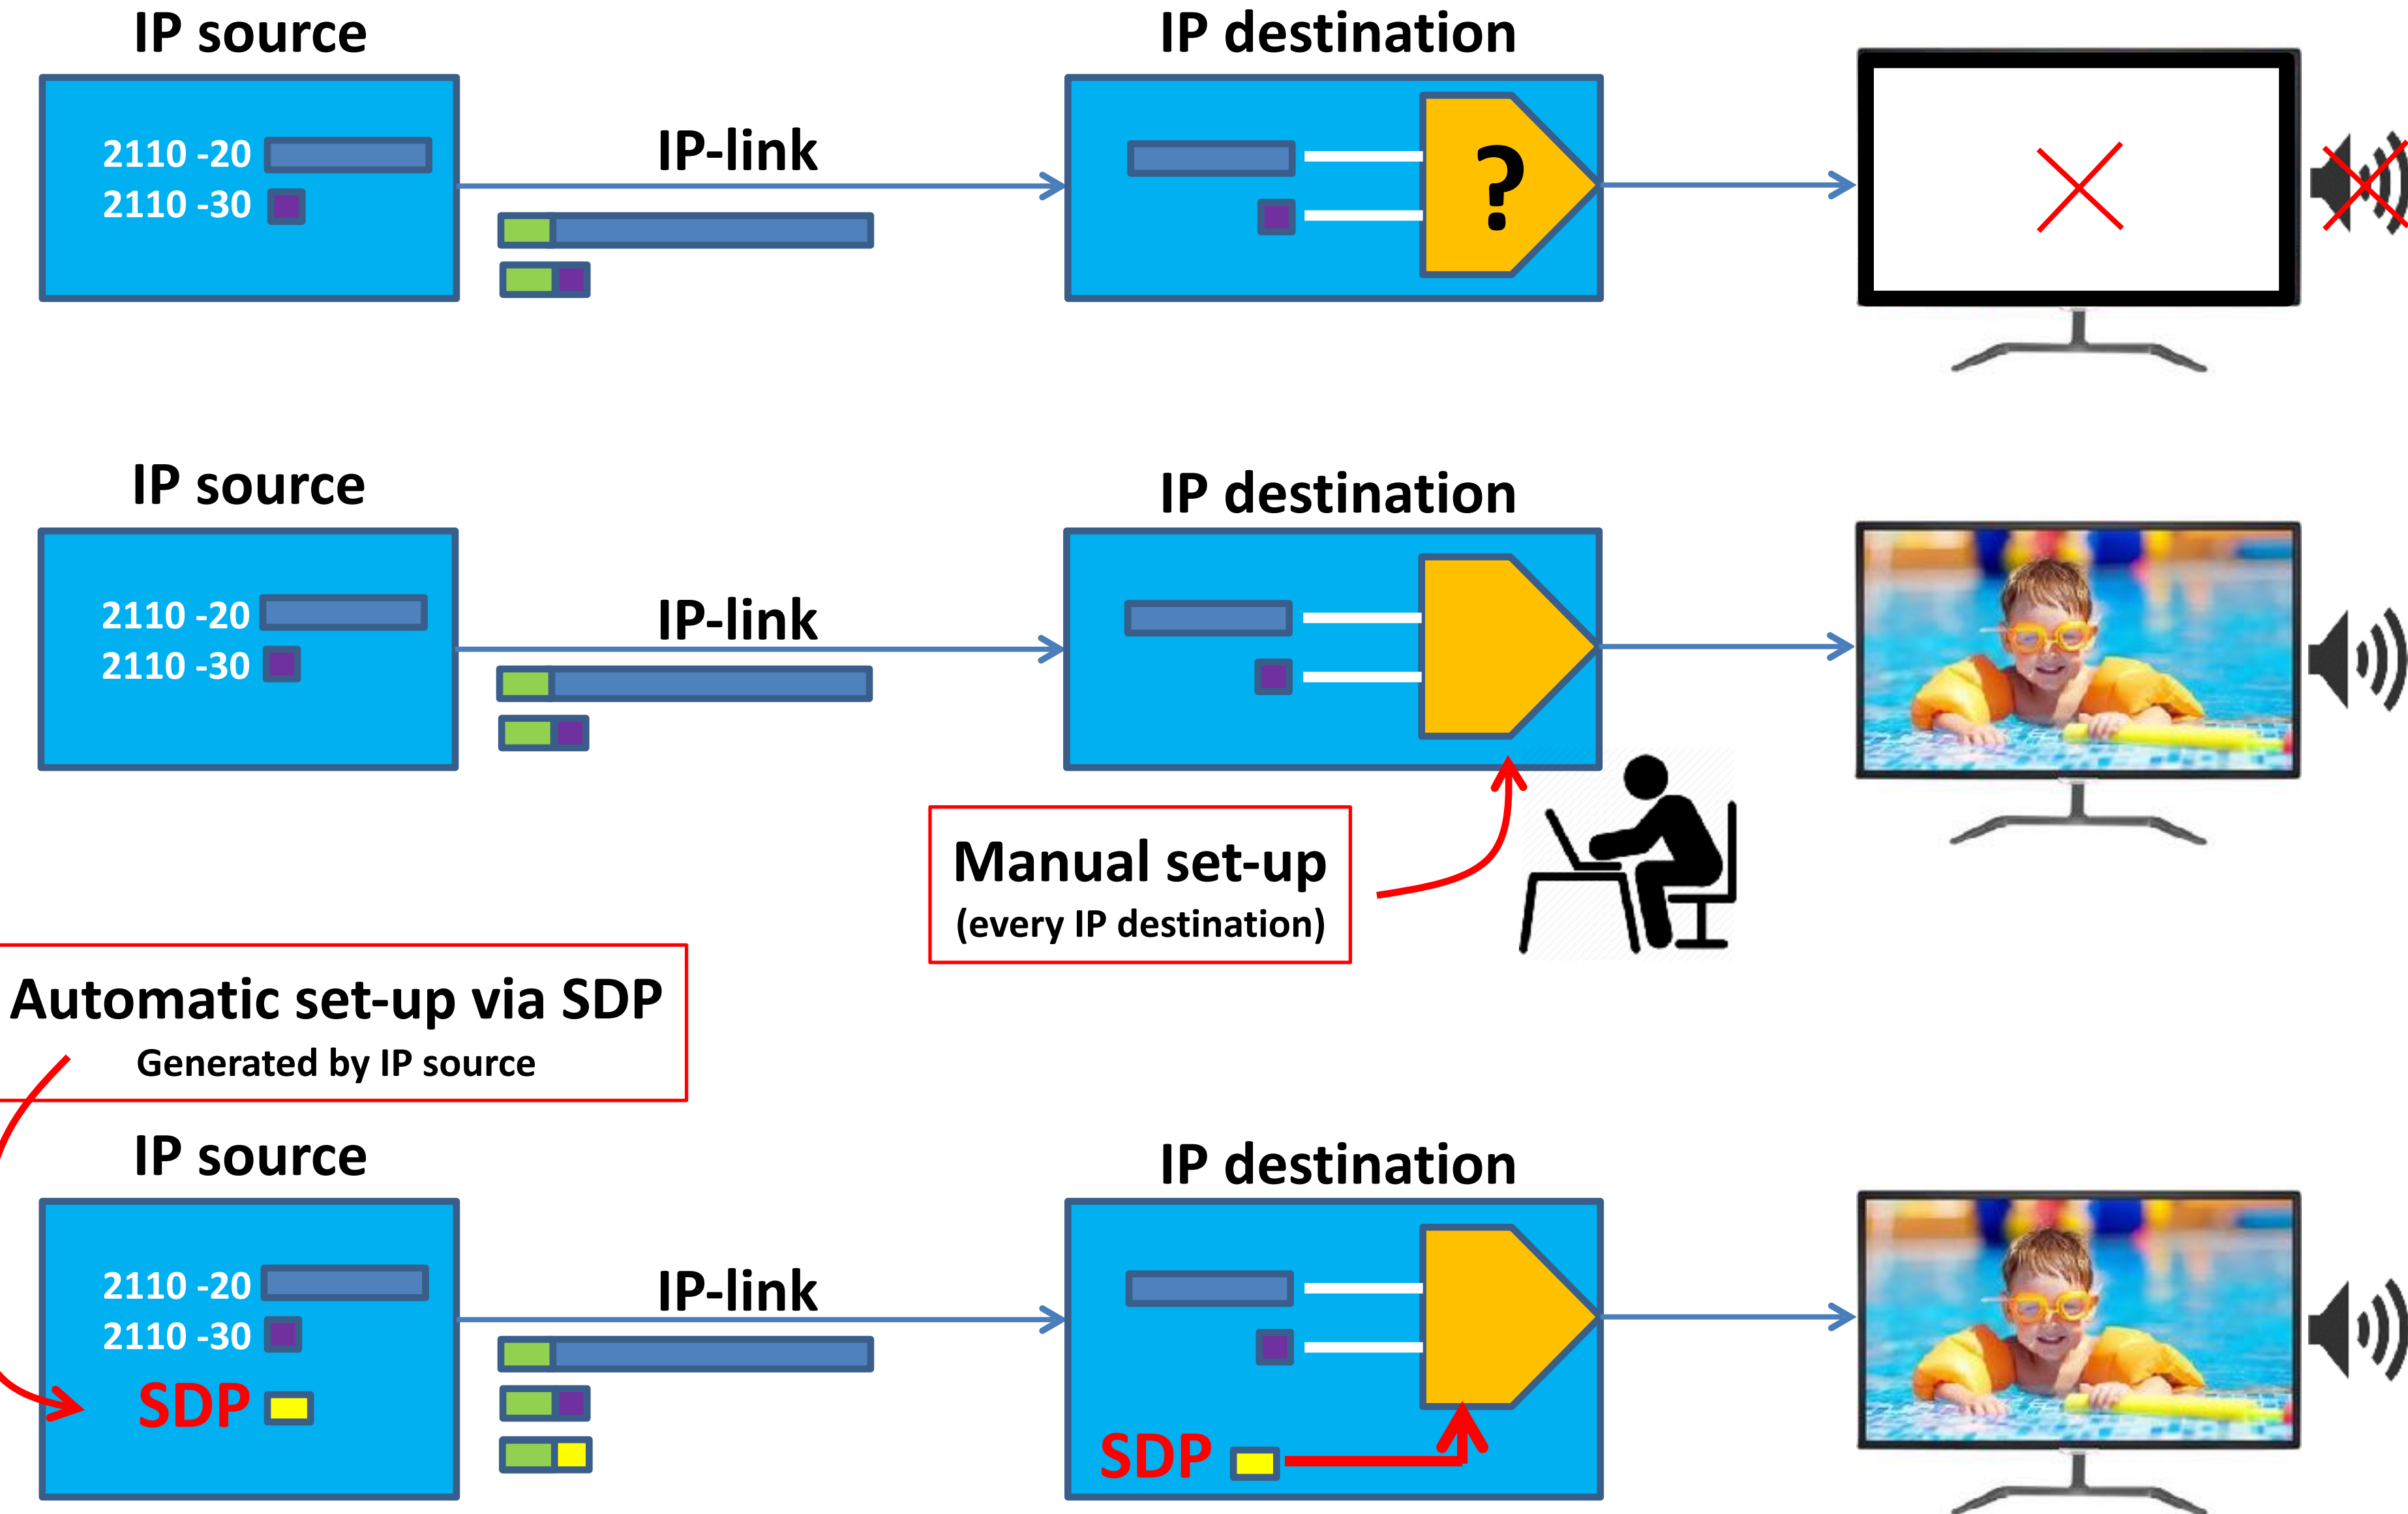 IP source
IP destination
2110 -20
2110 -30
IP-link
?
IP source
IP destination
2110 -20
2110 -30
IP-link
Manual set-up
(every IP destination)
Automatic set-up via SDP
Generated by IP source
IP source
IP destination
2110 -20
2110 -30
SDP
IP-link
SDP